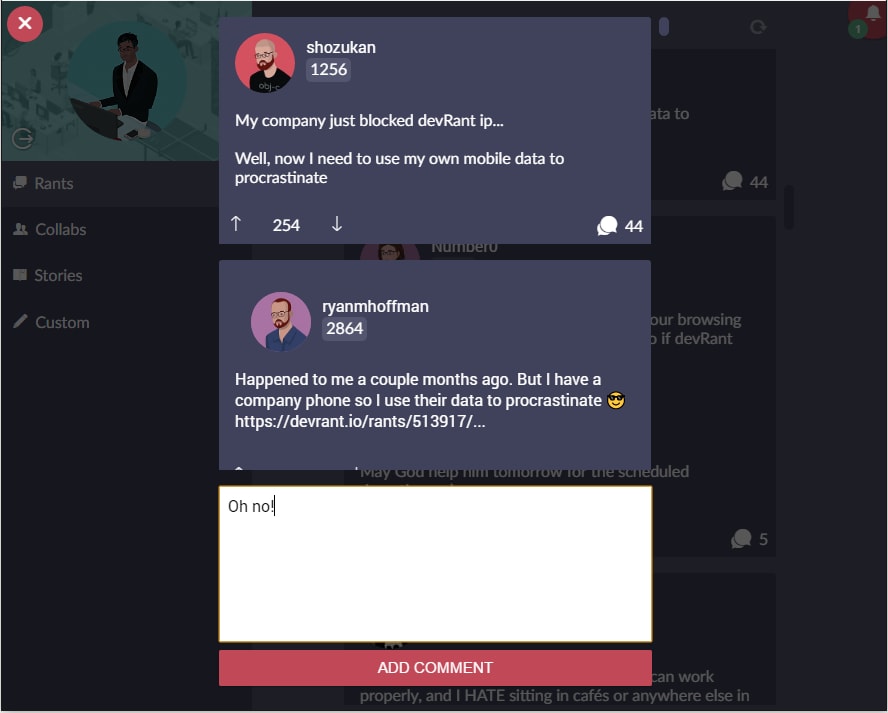 shozukan
1256
obj-c
My company just blocked devRant ip...
Well, now I need to use my own mobile data to
procrastinate
254
44
ryanmhoffman
2864
Happened to me a couple months ago. But I have a
company phone so I use their data to procrastinate 😎
https://devrant.io/rants/513917/...
Oh no!
ADD COMMENT
Rants
Collabs
Stories
Custom
1
ata to
44
Number0
our browsing
o if devRant
May God help him tomorrow for the scheduled
5
can work
properly, and I HATE sitting in cafés or anywhere else in